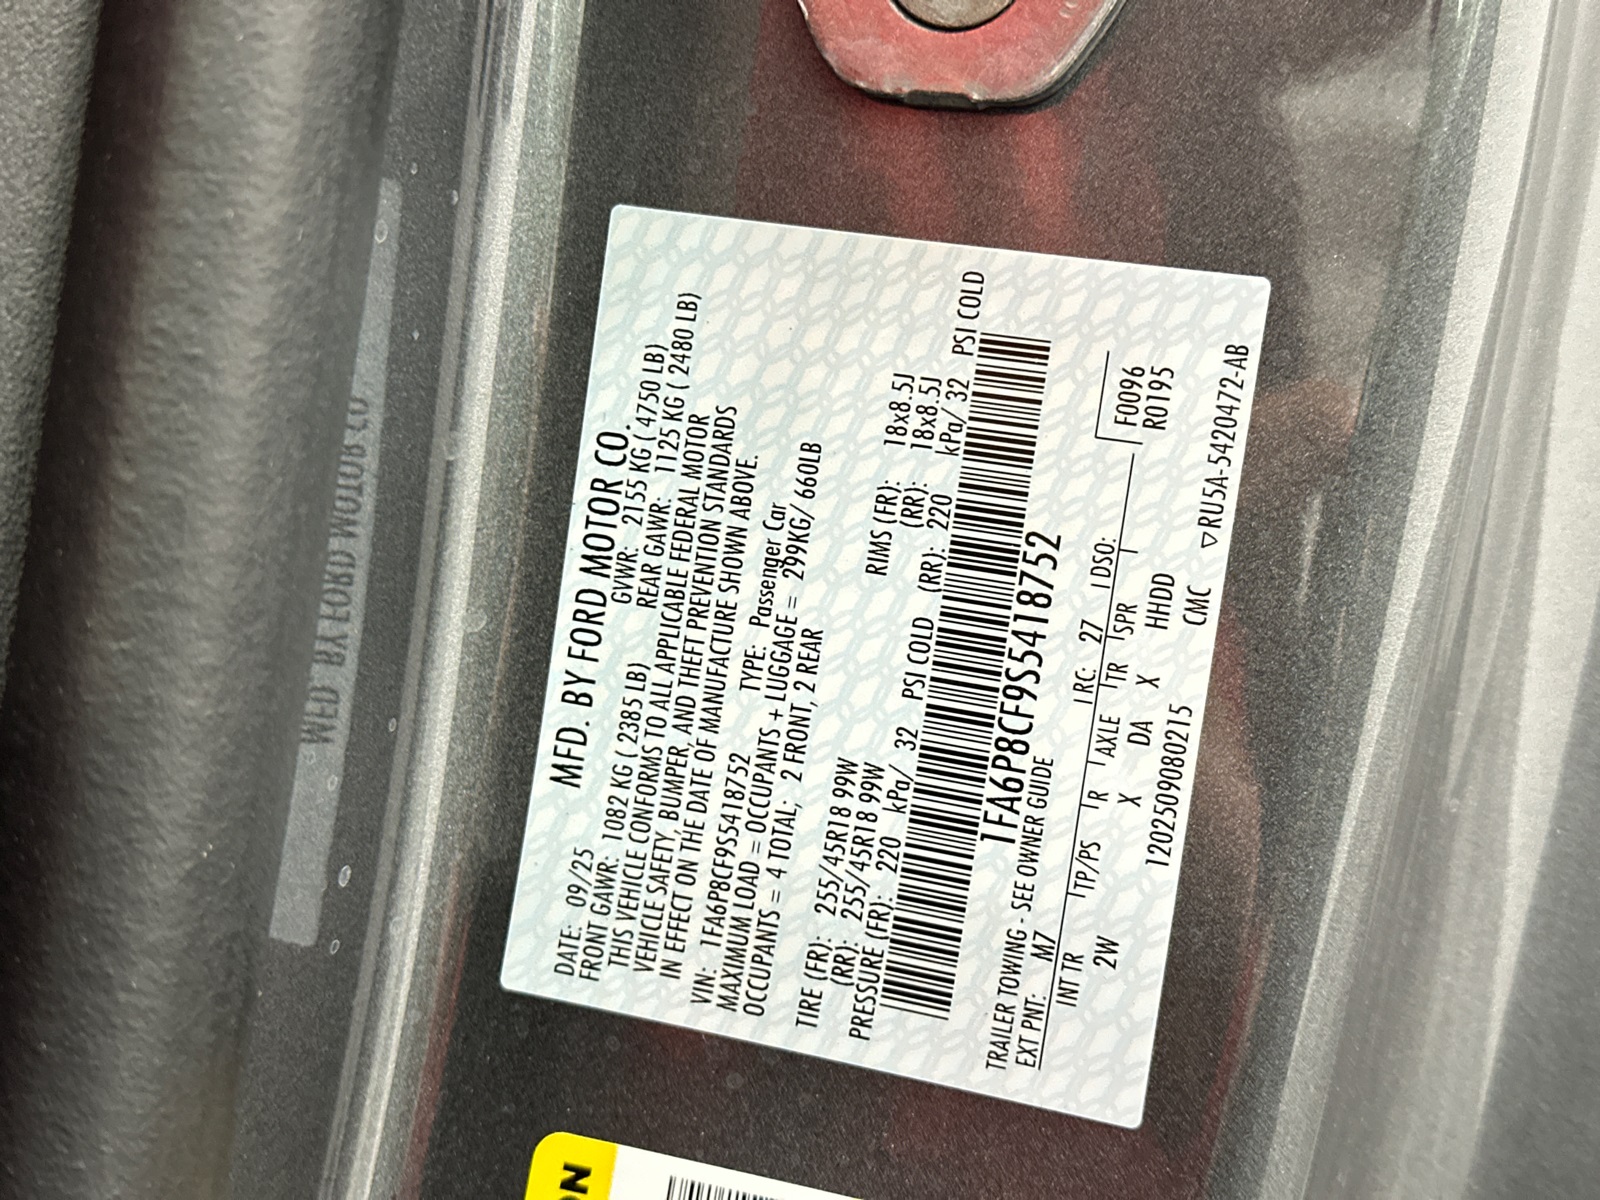 MFD. BY FORD MOTOR CO.
DATE: 09/25 GVWR: 2155 KG ( 4750 LB)
FRONT GAWR: 1082 KG ( 2385 LB) REAR GAWR: 1125 KG ( 2480 LB)
THIS VEHICLE CONFORMS TO ALL APPLICABLE FEDERAL MOTOR
VEHICLE SAFETY, BUMPER, AND THEFT PREVENTION STANDARDS
IN EFFECT ON THE DATE OF MANUFACTURE SHOWN ABOVE.
VIN: 1FA6P8CF9S5418752 TYPE: Passenger Car
MAXIMUM LOAD = OCCUPANTS + LUGGAGE = 299KG/ 660LB
OCCUPANTS = 4 TOTAL; 2 FRONT, 2 REAR
TIRE (FR): 255/45R18 99W RIMS (FR): 18x8.5J
(RR): 255/45R18 99W (RR): 18x8.5J
PRESSURE (FR): 220 kPa/ 32 PSI COLD (RR): 220 kPa/ 32 PSI COLD
1FA6P8CF9S5418752
TRAILER TOWING - SEE OWNER GUIDE
EXT PNT: M7 RC: 27 DSO: F0096
INT TR TP/PS R AXLE TR SPR R0195
2W X DA X HHDD
1202509080215 CMC ▽RU5A-5420472-AB
MFD. BY FORD MOTOR CO
ON